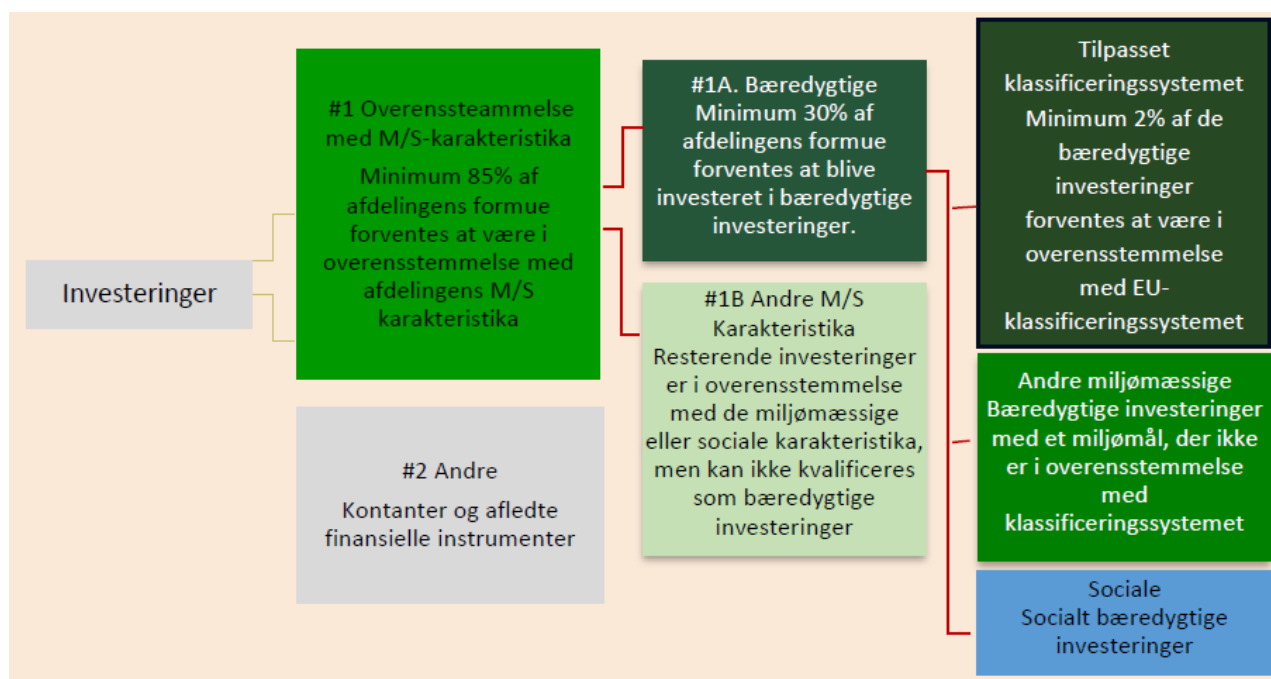 Investeringer
#1 Overenssteammelse
med M/S-karakteristika
Minimum 85% af
afdelingens formue
forventes at være i
overensstemmelse med
afdelingens M/S
karakteristika
#2 Andre
Kontanter og afledte
finansielle instrumenter
#1A. Bæredygtige
Minimum 30% af
afdelingens formue
forventes at blive
investeret i bæredygtige
investeringer.
#1B Andre M/S
Karakteristika
Resterende investeringer
er i overensstemmelse
med de miljømæssige
eller sociale karakteristika,
men kan ikke kvalificeres
som bæredygtige
investeringer
Tilpasset
klassificeringssystemet
Minimum 2% af de
bæredygtige
investeringer
forventes at være i
overensstemmelse
med EU-
klassificeringssystemet
Andre miljømæssige
Bæredygtige investeringer
med et miljømål, der ikke
er i overensstemmelse
med
klassificeringssystemet
Sociale
Socialt bæredygtige
investeringer